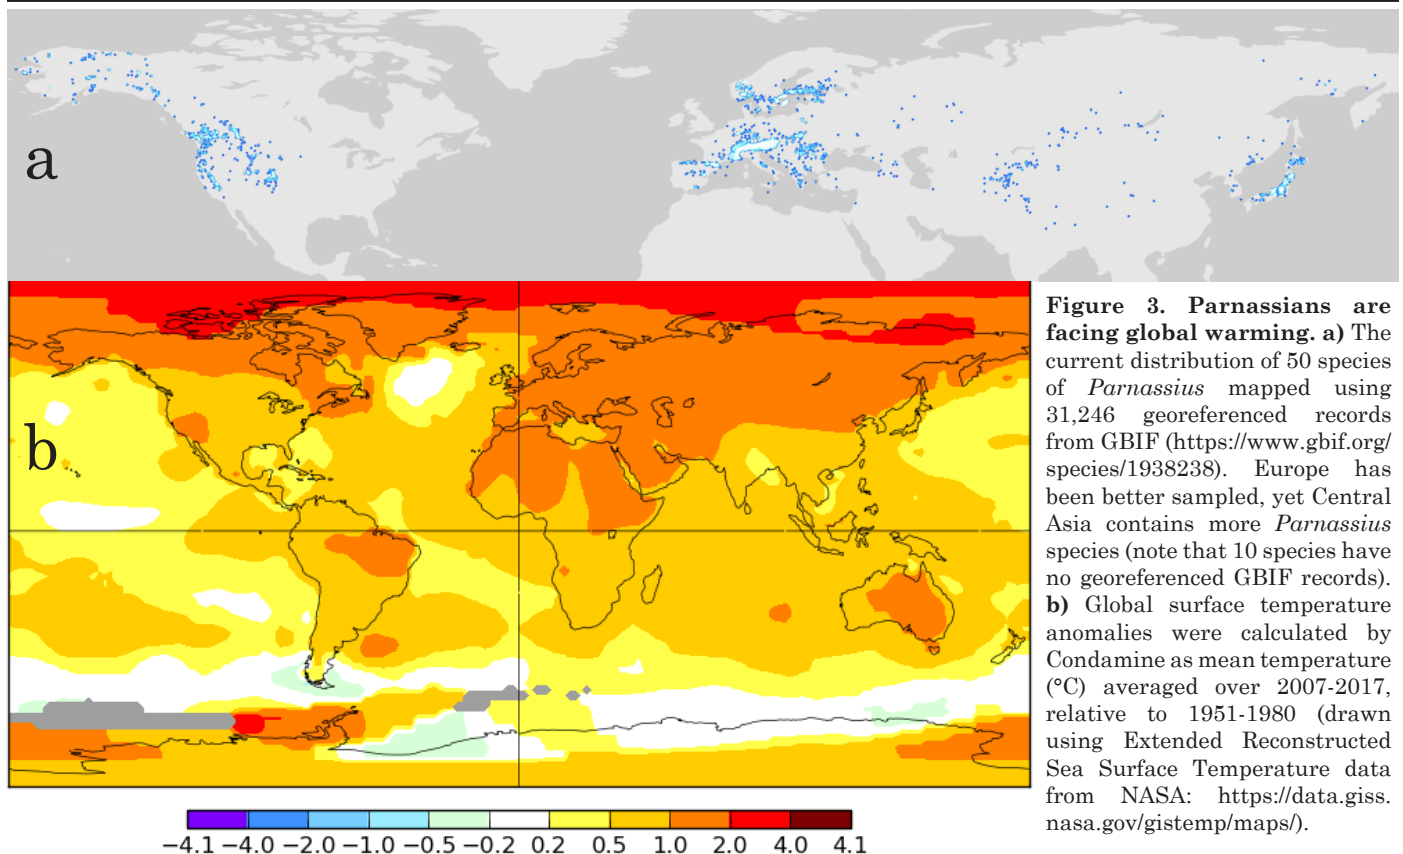 a
b
Figure 3. Parnassians are
facing global warming. a) The
current distribution of 50 species
of Parnassius mapped using
31,246 georeferenced records
from GBIF (https://www.gbif.org/
species/1938238). Europe has
been better sampled, yet Central
Asia contains more Parnassius
species (note that 10 species have
no georeferenced GBIF records).
b) Global surface temperature
anomalies were calculated by
Condamine as mean temperature
(°C) averaged over 2007-2017,
relative to 1951-1980 (drawn
using Extended Reconstructed
Sea Surface Temperature data
from NASA: https://data.giss.
nasa.gov/gistemp/maps/).
−4.1 −4.0 −2.0 −1.0 −0.5 −0.2 0.2 0.5 1.0 2.0 4.0 4.1